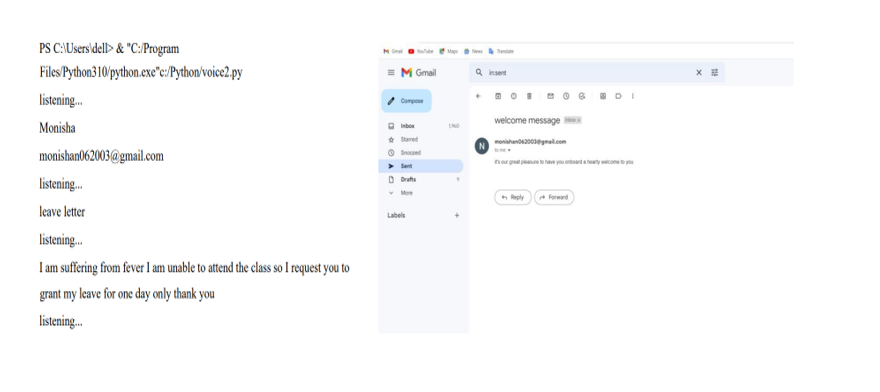 PS C:\Users\dell> & "C:/Program
Files/Python310/python.exe"c:/Python/voice2.py
listening...
Monisha
monishan062003@gmail.com
listening...
leave letter
listening...
I am suffering from fever I am unable to attend the class so I request you to
grant my leave for one day only thank you
listening...
Gmail YouTube Maps News Translate
Gmail
in:sent
Compose
Inbox
Starred
Snoozed
Sent
Drafts
More
Labels +
welcome message Inbox x
N
monishan062003@gmail.com
to me
it's our great pleasure to have you onboard a hearty welcome to you
Reply Forward